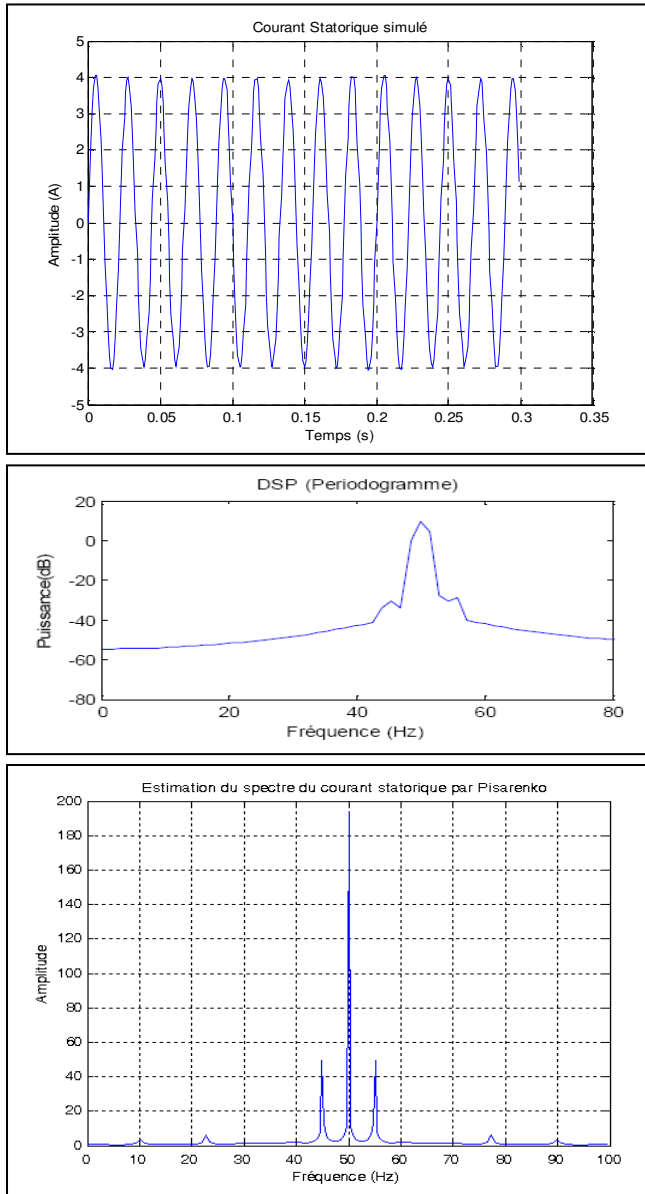 Courant Statorique simulé
5
4
3
2
1
0
-1
-2
-3
-4
-5
Amplitude (A)
0 0.05 0.1 0.15 0.2 0.25 0.3 0.35
Temps (s)
DSP (Periodogramme)
20
0
-20
-40
-60
-80
Puissance(dB)
0 20 40 60 80
Fréquence (Hz)
Estimation du spectre du courant statorique par Pisarenko
200
180
160
140
120
100
80
60
40
20
0
Amplitude
0 10 20 30 40 50 60 70 80 90 100
Fréquence (Hz)